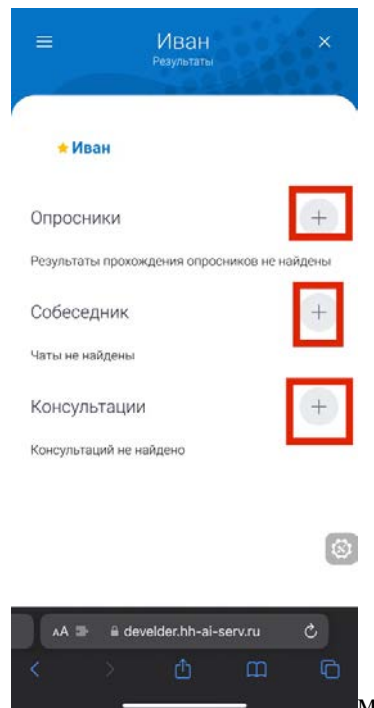 Иван
Результаты
Иван
Опросники
Результаты прохождения опросников не найдены
Собеседник
Чаты не найдены
Консультации
Консультаций не найдено
AA develder.hh-ai-serv.ru
м